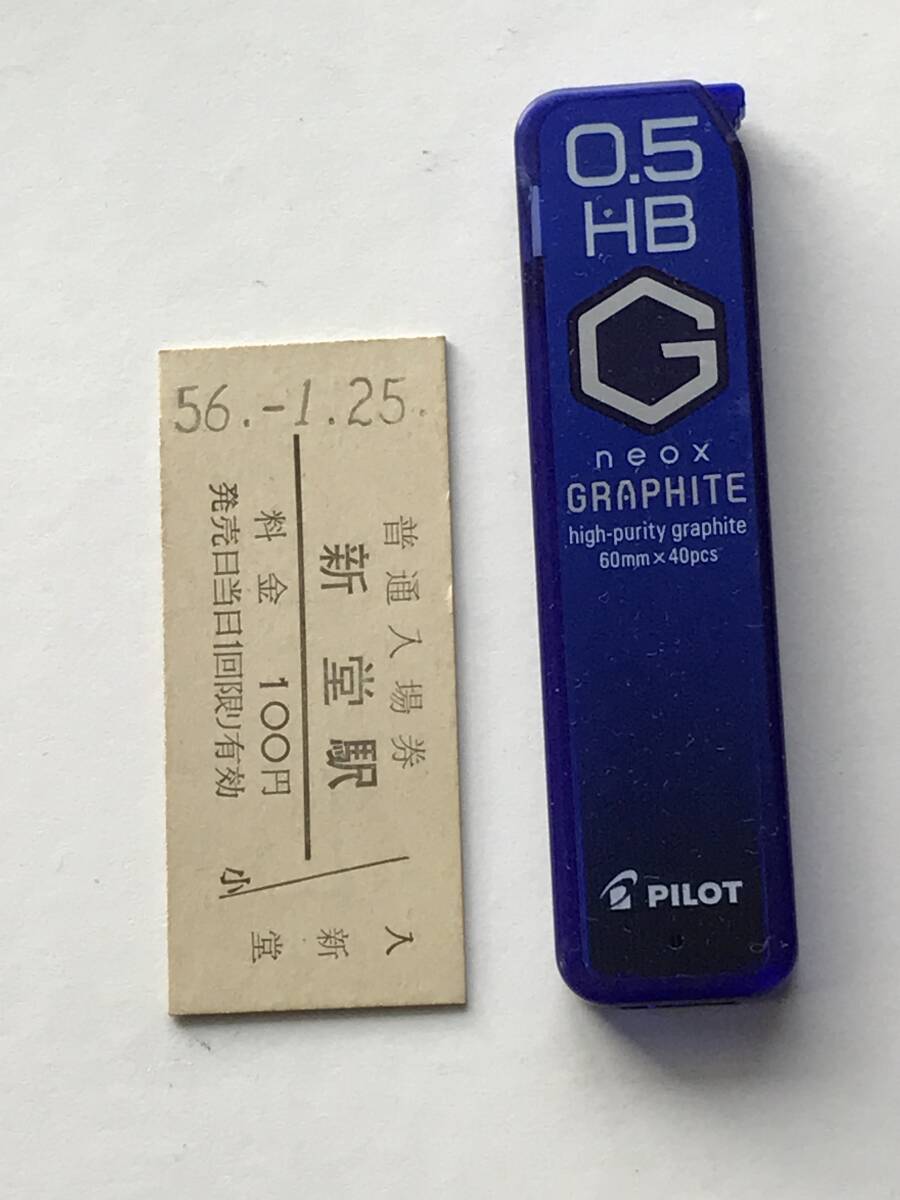 56.-1.25.
普通入場券
新堂駅
料金 100円
発売日当日1回限り有効
小
入
新
堂
0.5
HB
G
neox
GRAPHITE
high-purity graphite
60mm×40pcs
PILOT